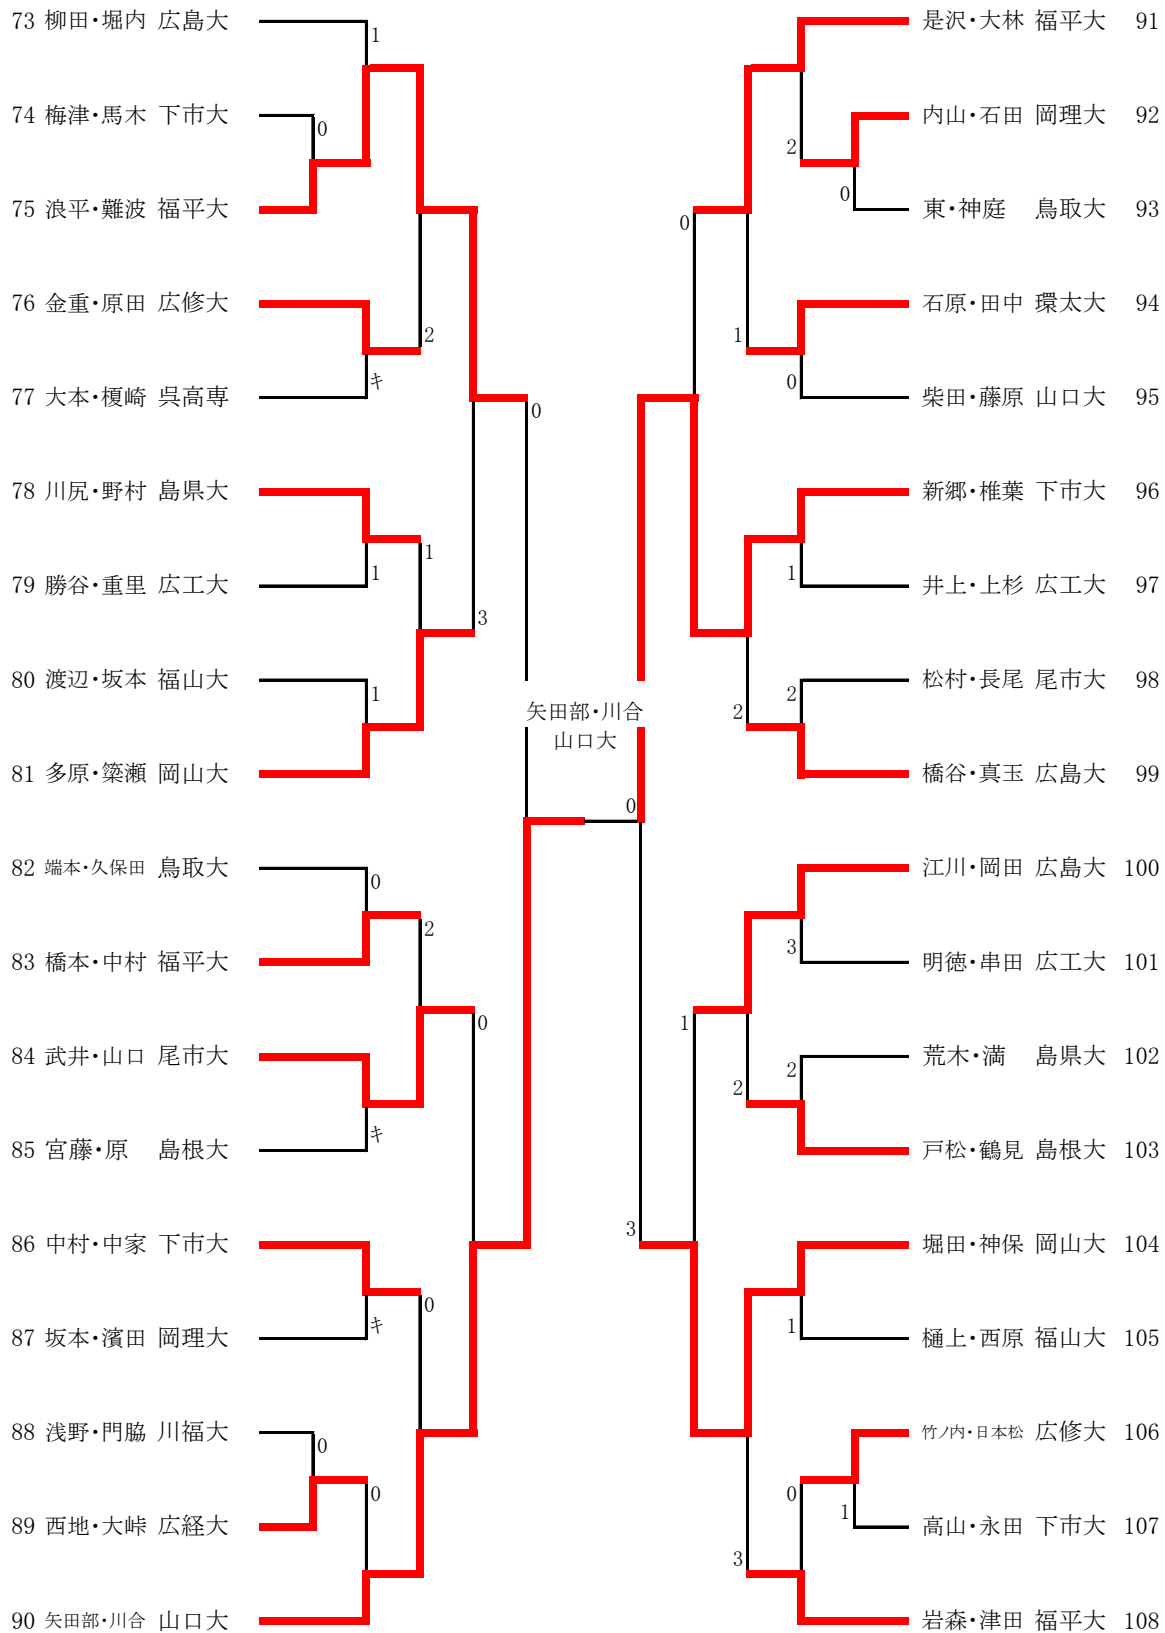 73 柳田・堀内 広島大
1
74 梅津・馬木 下市大
0
75 浪平・難波 福平大
76 金重・原田 広修大
2
キ
77 大本・榎崎 呉高専
0
78 川尻・野村 島県大
1
1
79 勝谷・重里 広工大
3
80 渡辺・坂本 福山大
1
81 多原・簗瀬 岡山大
82 端本・久保田 鳥取大
0
2
83 橋本・中村 福平大
0
84 武井・山口 尾市大
キ
85 宮藤・原 島根大
86 中村・中家 下市大
0
キ
87 坂本・濱田 岡理大
88 浅野・門脇 川福大
0
0
89 西地・大峠 広経大
90 矢田部・川合 山口大
矢田部・川合
山口大
0
是沢・大林 福平大 91
内山・石田 岡理大 92
2
0
東・神庭 鳥取大 93
0
石原・田中 環太大 94
1
0
柴田・藤原 山口大 95
新郷・椎葉 下市大 96
1
井上・上杉 広工大 97
松村・長尾 尾市大 98
2
2
橋谷・真玉 広島大 99
江川・岡田 広島大 100
3
明徳・串田 広工大 101
1
荒木・満 島県大 102
2
2
戸松・鶴見 島根大 103
3
堀田・神保 岡山大 104
1
樋上・西原 福山大 105
竹ノ内・日本松 広修大 106
0
1
高山・永田 下市大 107
3
岩森・津田 福平大 108